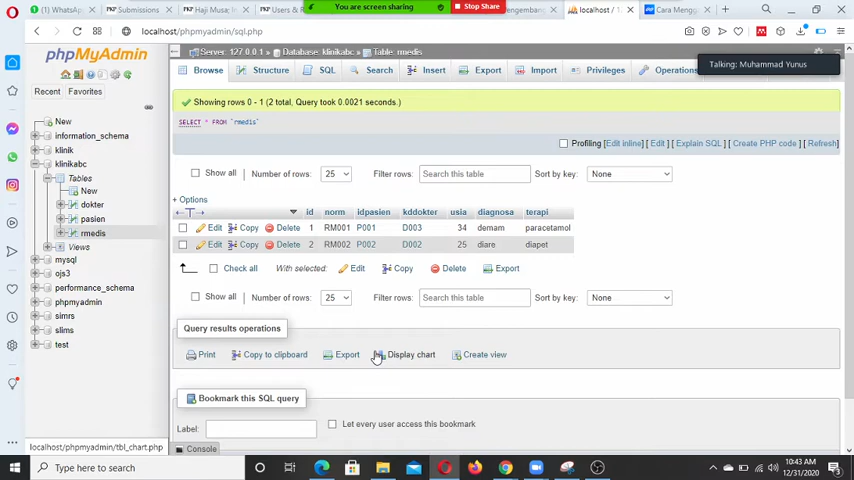 WhatsApp
Submissions
Haji Musa;
Users & R
You are screen sharing
Stop Share
engembang
localhost / 1
Cara Mengg
localhost/phpmyadmin/sql.php
phpMyAdmin
Server: 127.0.0.1 » Database: klinikabc » Table: rmedis
Browse Structure SQL Search Insert Export Import Privileges Operations
Talking: Muhammad Yunus
Recent Favorites
New
information_schema
klinik
klinikabc
Tables
New
dokter
pasien
rmedis
Views
mysql
ojs3
performance_schema
phpmyadmin
simrs
slims
test
Showing rows 0 - 1 (2 total, Query took 0.0021 seconds.)
SELECT * FROM `rmedis`
Profiling [Edit inline] [ Edit ] [ Explain SQL ] [ Create PHP code ] [ Refresh]
Show all Number of rows: 25 Filter rows: Search this table Sort by key: None
+ Options
id norm idpasien kddokter usia diagnosa terapi
Edit Copy Delete 1 RM001 P001 D003 34 demam paracetamol
Edit Copy Delete 2 RM002 P002 D002 25 diare diapet
Check all With selected: Edit Copy Delete Export
Show all Number of rows: 25 Filter rows: Search this table Sort by key: None
Query results operations
Print Copy to clipboard Export Display chart Create view
Bookmark this SQL query
Label: Let every user access this bookmark
Console
localhost/phpmyadmin/tbl_chart.php
Type here to search
10:43 AM
12/31/2020
3